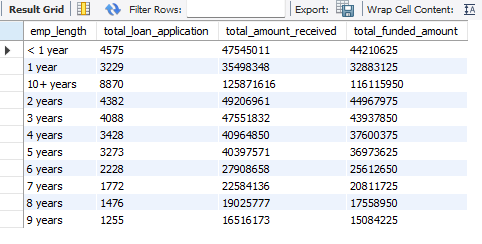 Result Grid Filter Rows: Export: Wrap Cell Content:
emp_length total_loan_application total_amount_received total_funded_amount
< 1 year 4575 47545011 44210625
1 year 3229 35498348 32883125
10+ years 8870 125871616 116115950
2 years 4382 49206961 44967975
3 years 4088 47551832 43937850
4 years 3428 40964850 37600375
5 years 3273 40397571 36973625
6 years 2228 27908658 25612650
7 years 1772 22584136 20811725
8 years 1476 19025777 17558950
9 years 1255 16516173 15084225